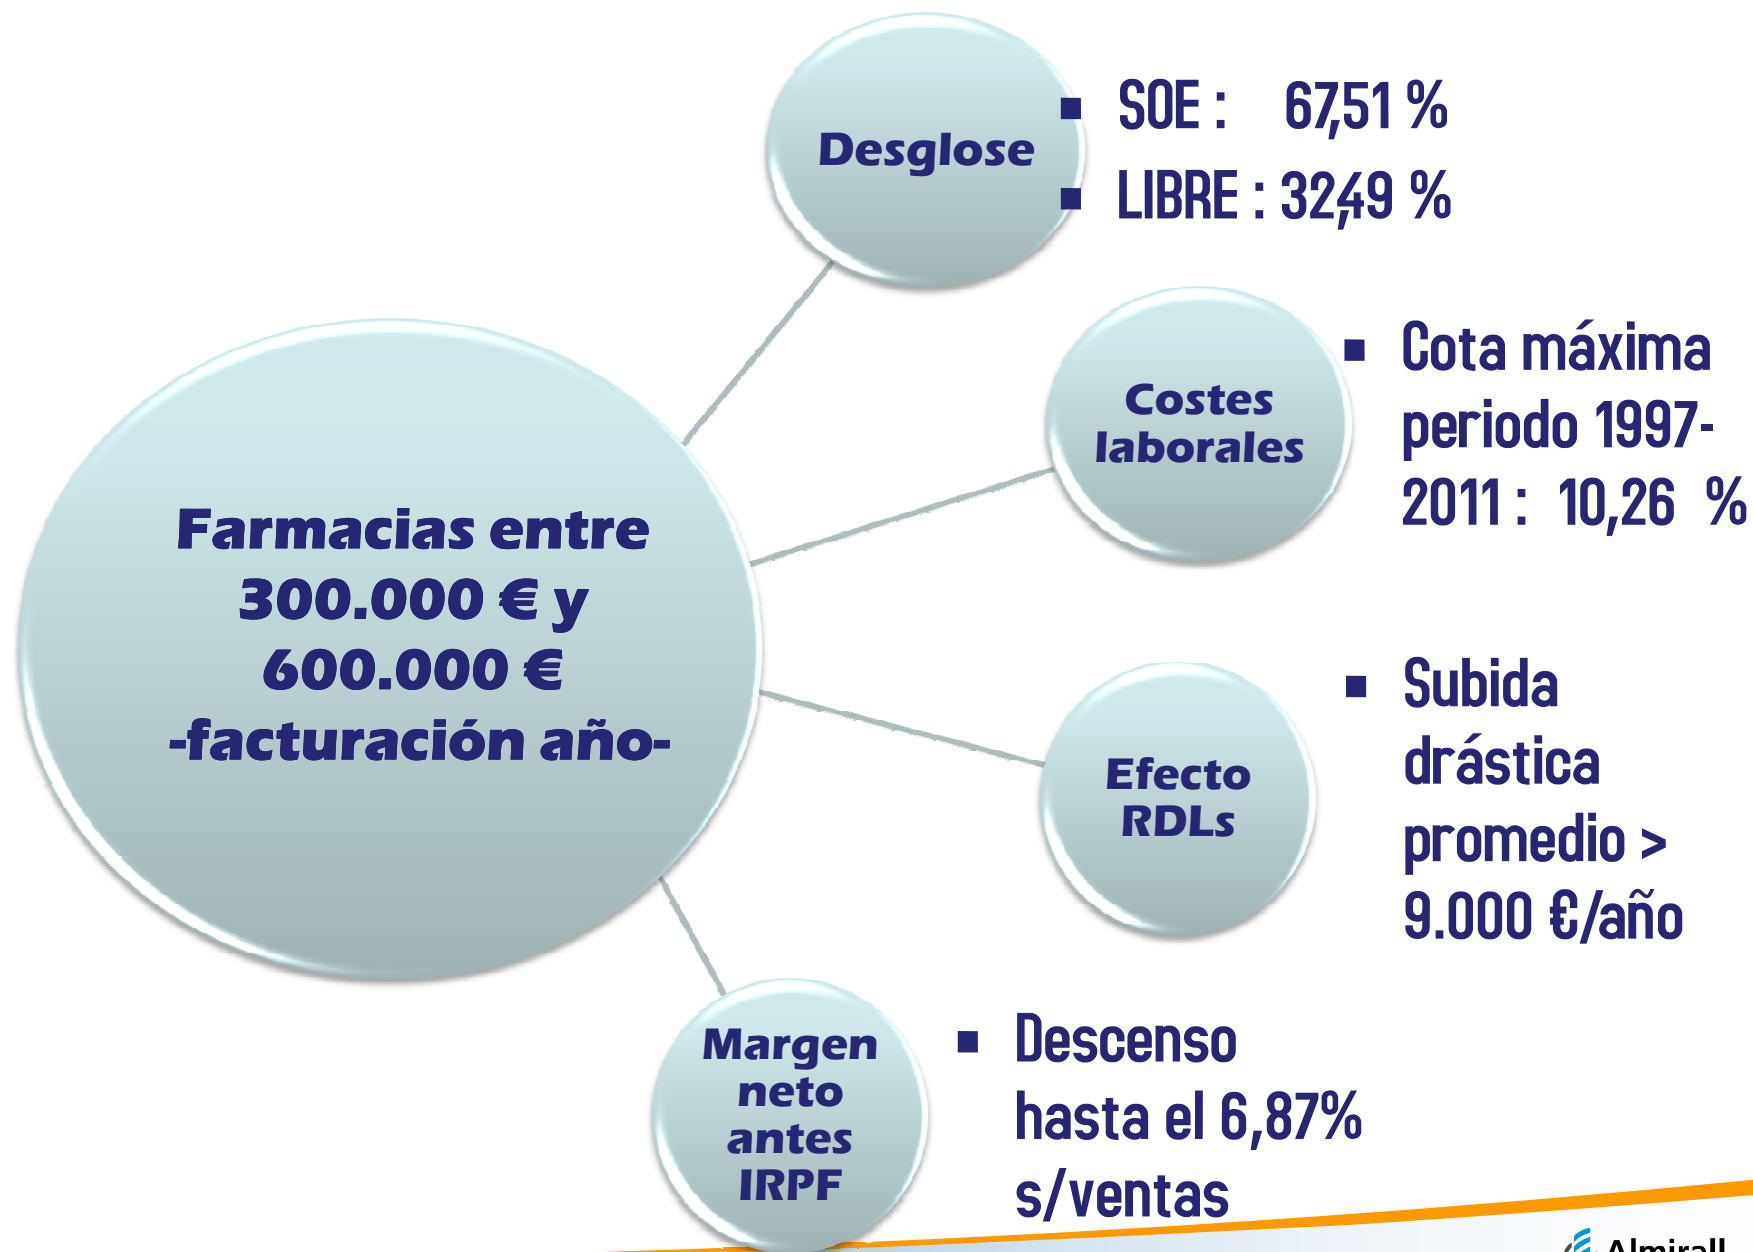 Desglose
▪ SOE : 67,51 %
▪ LIBRE : 32,49 %
Farmacias entre
300.000 € y
600.000 €
-facturación año-
Costes
laborales
▪ Cota máxima
periodo 1997-
2011 : 10,26 %
Efecto
RDLs
▪ Subida
drástica
promedio >
9.000 €/año
Margen
neto
antes
IRPF
▪ Descenso
hasta el 6,87%
s/ventas
Almirall